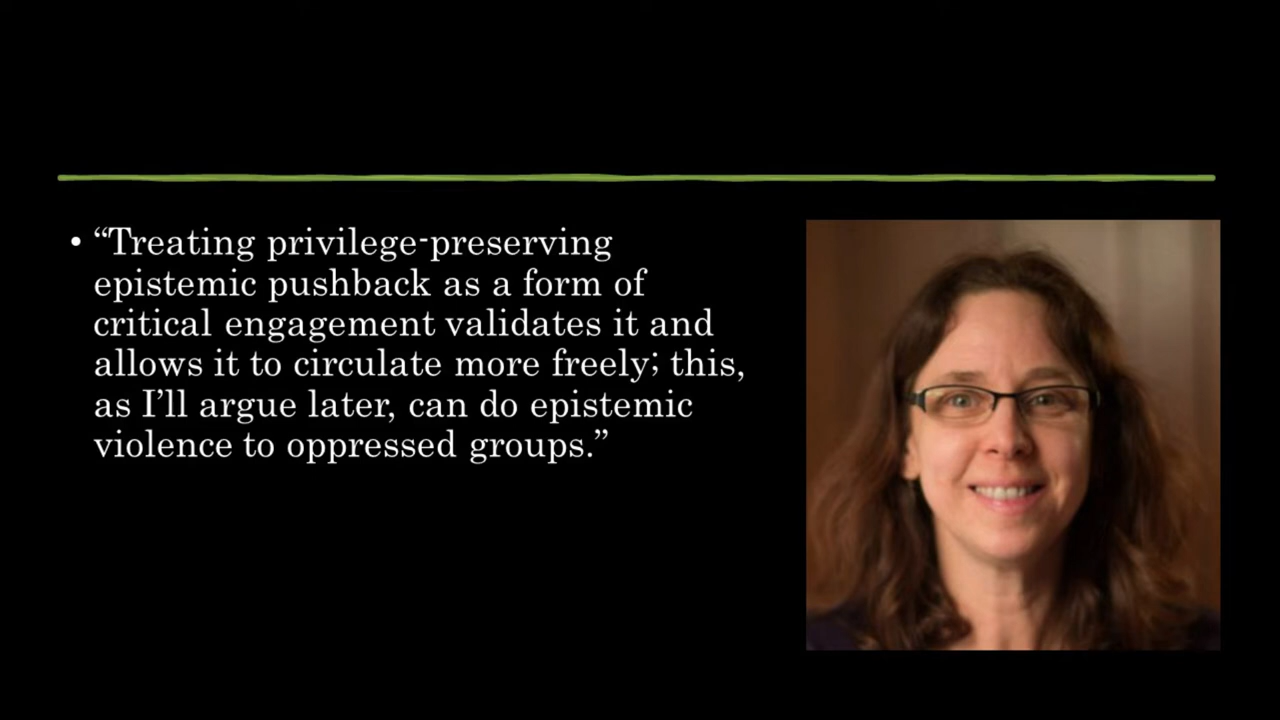 • “Treating privilege-preserving
epistemic pushback as a form of
critical engagement validates it and
allows it to circulate more freely; this,
as I’ll argue later, can do epistemic
violence to oppressed groups.”